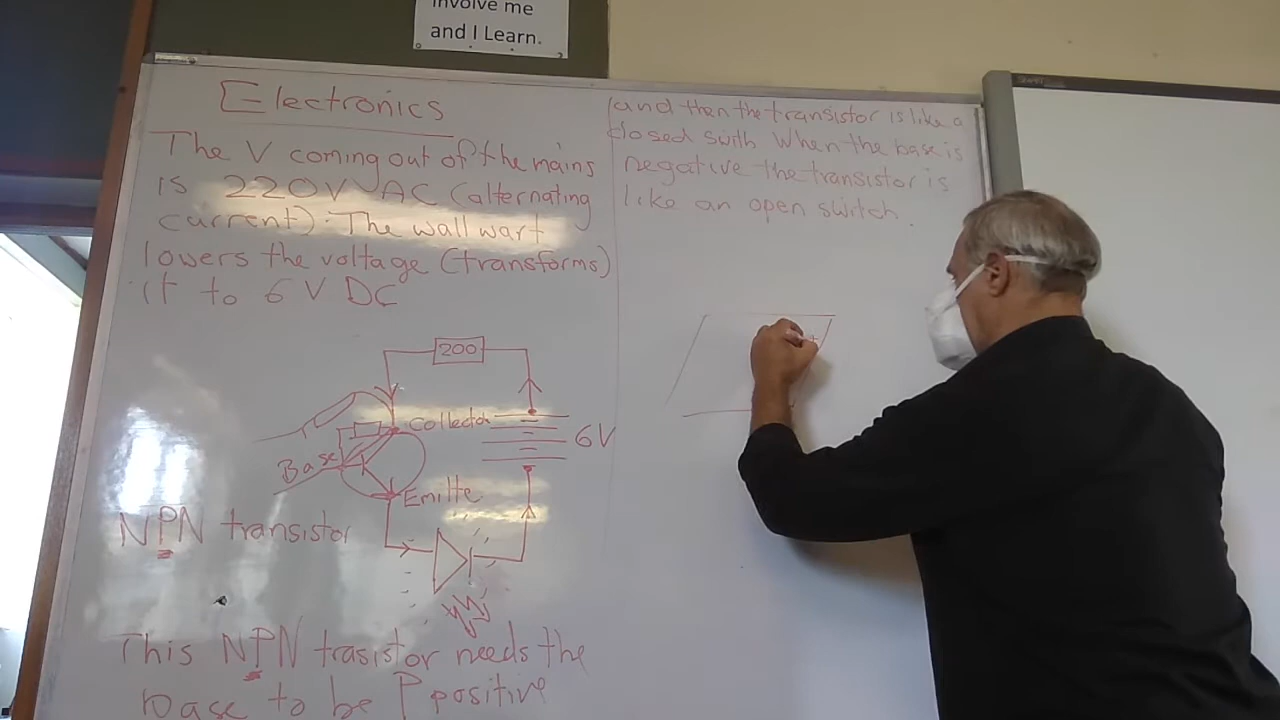 involve me
and I Learn.
Electronics
The V coming out of the mains
is 220V AC (alternating
current). The wall wart
lowers the voltage (transforms)
it to 6 V DC
200
Collector
6V
Base
Emitte
NPN transistor
This NPN trasistor needs the
base to be P positive
and then the transistor is like a
closed swith When the base is
negative the transistor is
like an open switch
+